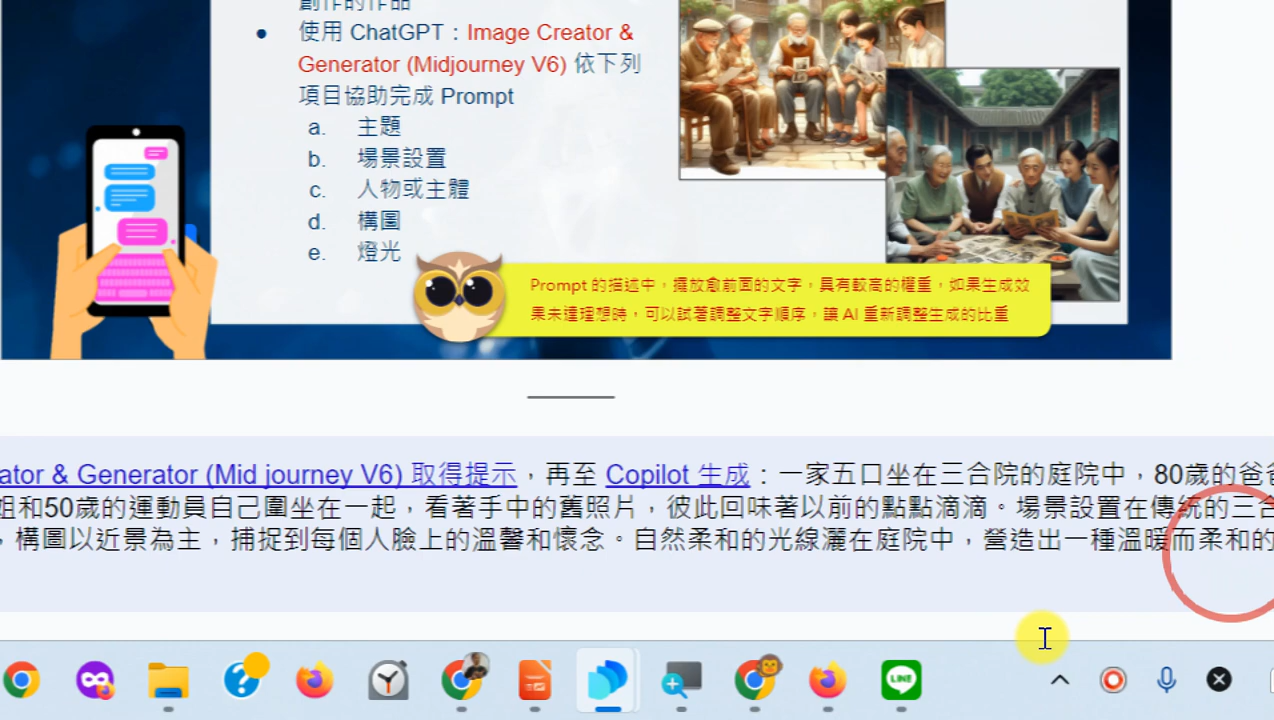 創作的作品
● 使用 ChatGPT：Image Creator &
Generator (Midjourney V6) 依下列
項目協助完成 Prompt
a. 主題
b. 場景設置
c. 人物或主體
d. 構圖
e. 燈光
Prompt 的描述中，擺放愈前面的文字，具有較高的權重，如果生成效
果未達理想時，可以試著調整文字順序，讓 AI 重新調整生成的比重
ator & Generator (Mid journey V6) 取得提示，再至 Copilot 生成：一家五口坐在三合院的庭院中，80歲的爸爸
姐和50歲的運動員自己圍坐在一起，看著手中的舊照片，彼此回味著以前的點點滴滴。場景設置在傳統的三合
，構圖以近景為主，捕捉到每個人臉上的溫馨和懷念。自然柔和的光線灑在庭院中，營造出一種溫暖而柔和的
LINE